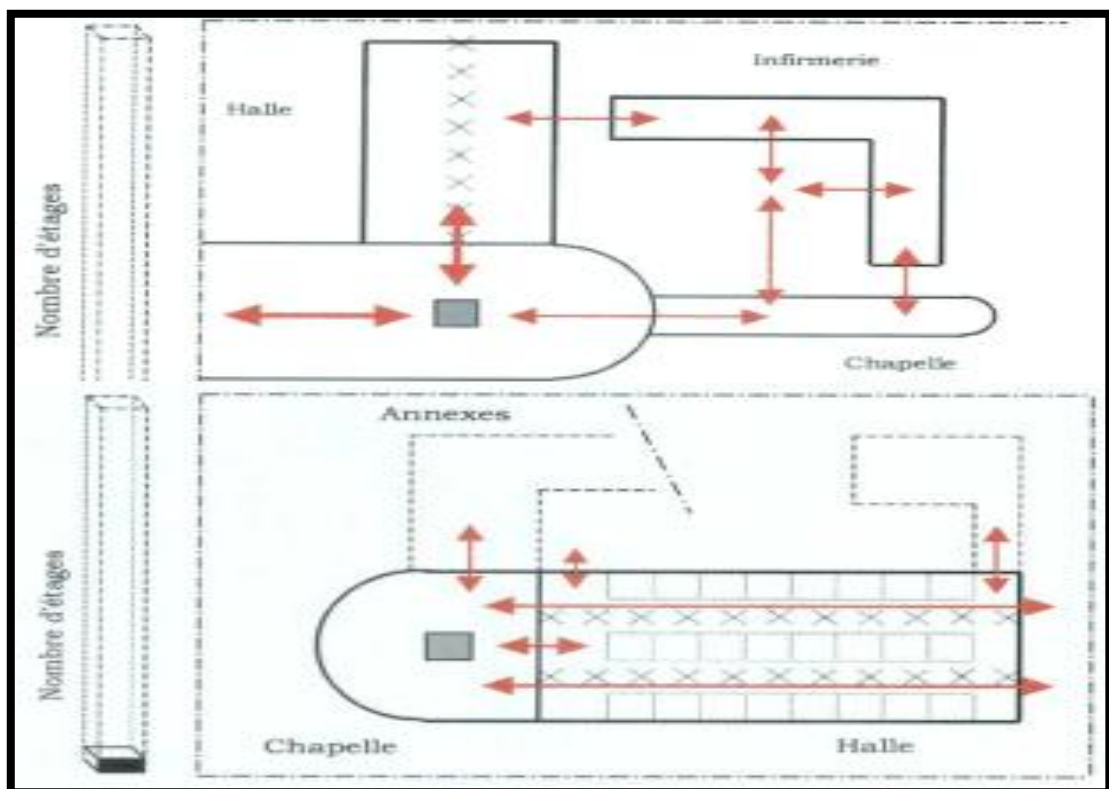 Nombre d'étages
Halle
Infirmerie
Chapelle
Nombre d'étages
Annexes
Chapelle
Halle